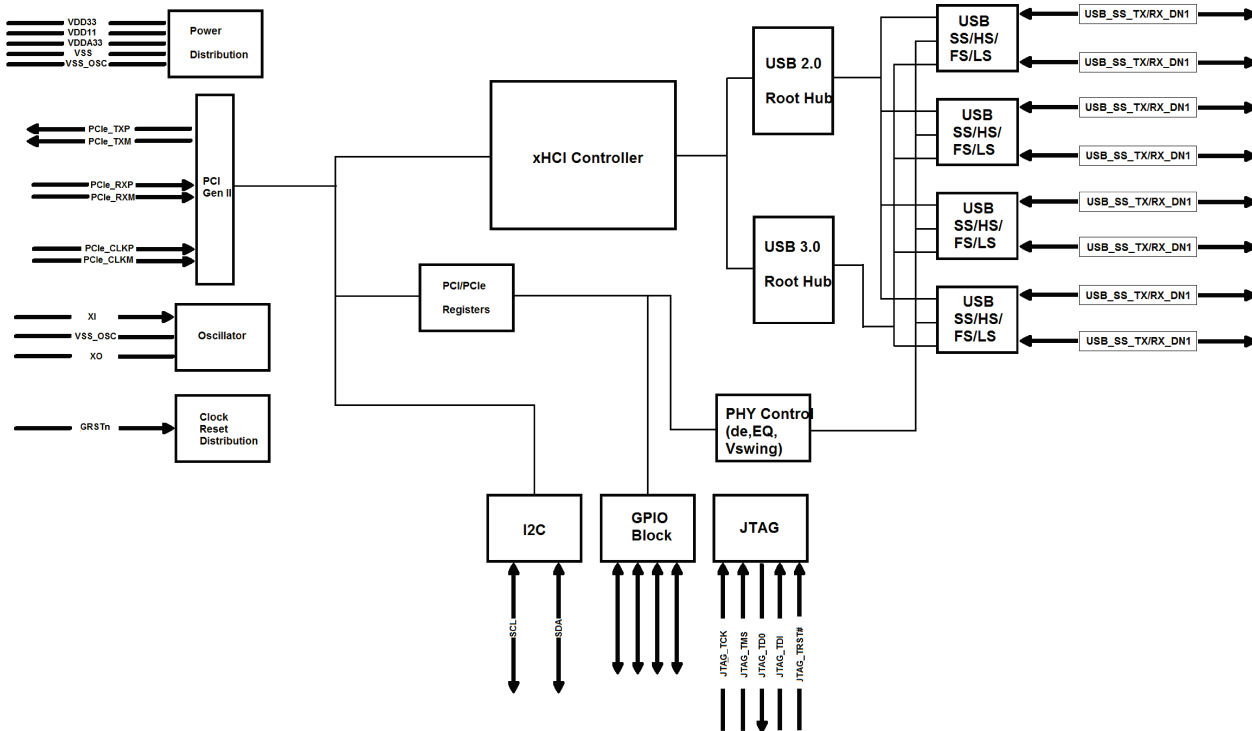 VDD33
VDD11
VDDA33
VSS
VSS_OSC
Power
Distribution
PCIe_TXP
PCIe_TXM
PCIe_RXP
PCIe_RXM
PCIe_CLKP
PCIe_CLKM
PCI
Gen II
XI
VSS_OSC
XO
Oscillator
GRSTn
Clock
Reset
Distribution
xHCI Controller
PCI/PCIe
Registers
USB 2.0
Root Hub
USB 3.0
Root Hub
PHY Control
(de,EQ,
Vswing)
I2C
GPIO
Block
JTAG
SCL
SDA
JTAG_TCK
JTAG_TMS
JTAG_TD0
JTAG_TDI
JTAG_TRST#
USB
SS/HS/
FS/LS
USB_SS_TX/RX_DN1
USB_SS_TX/RX_DN1
USB
SS/HS/
FS/LS
USB_SS_TX/RX_DN1
USB_SS_TX/RX_DN1
USB
SS/HS/
FS/LS
USB_SS_TX/RX_DN1
USB_SS_TX/RX_DN1
USB
SS/HS/
FS/LS
USB_SS_TX/RX_DN1
USB_SS_TX/RX_DN1